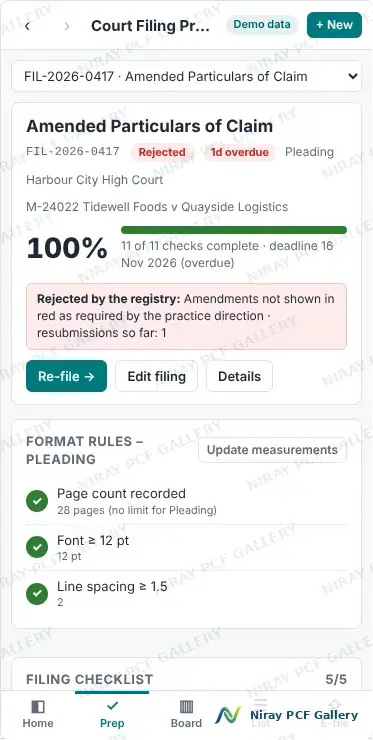 Court Filing Pr...
Demo data
+ New
FIL-2026-0417 · Amended Particulars of Claim
Amended Particulars of Claim
FIL-2026-0417 Rejected 1d overdue Pleading
Harbour City High Court
M-24022 Tidewell Foods v Quayside Logistics
100%
11 of 11 checks complete · deadline 16
Nov 2026 (overdue)
Rejected by the registry: Amendments not shown in
red as required by the practice direction ·
resubmissions so far: 1
Re-file →
Edit filing
Details
FORMAT RULES –
PLEADING
Update measurements
Page count recorded
28 pages (no limit for Pleading)
Font ≥ 12 pt
12 pt
Line spacing ≥ 1.5
2
FILING CHECKLIST 5/5
Home
Prep
Board
List
E-file
Niray PCF Gallery
NIRAY PCF GALLERY